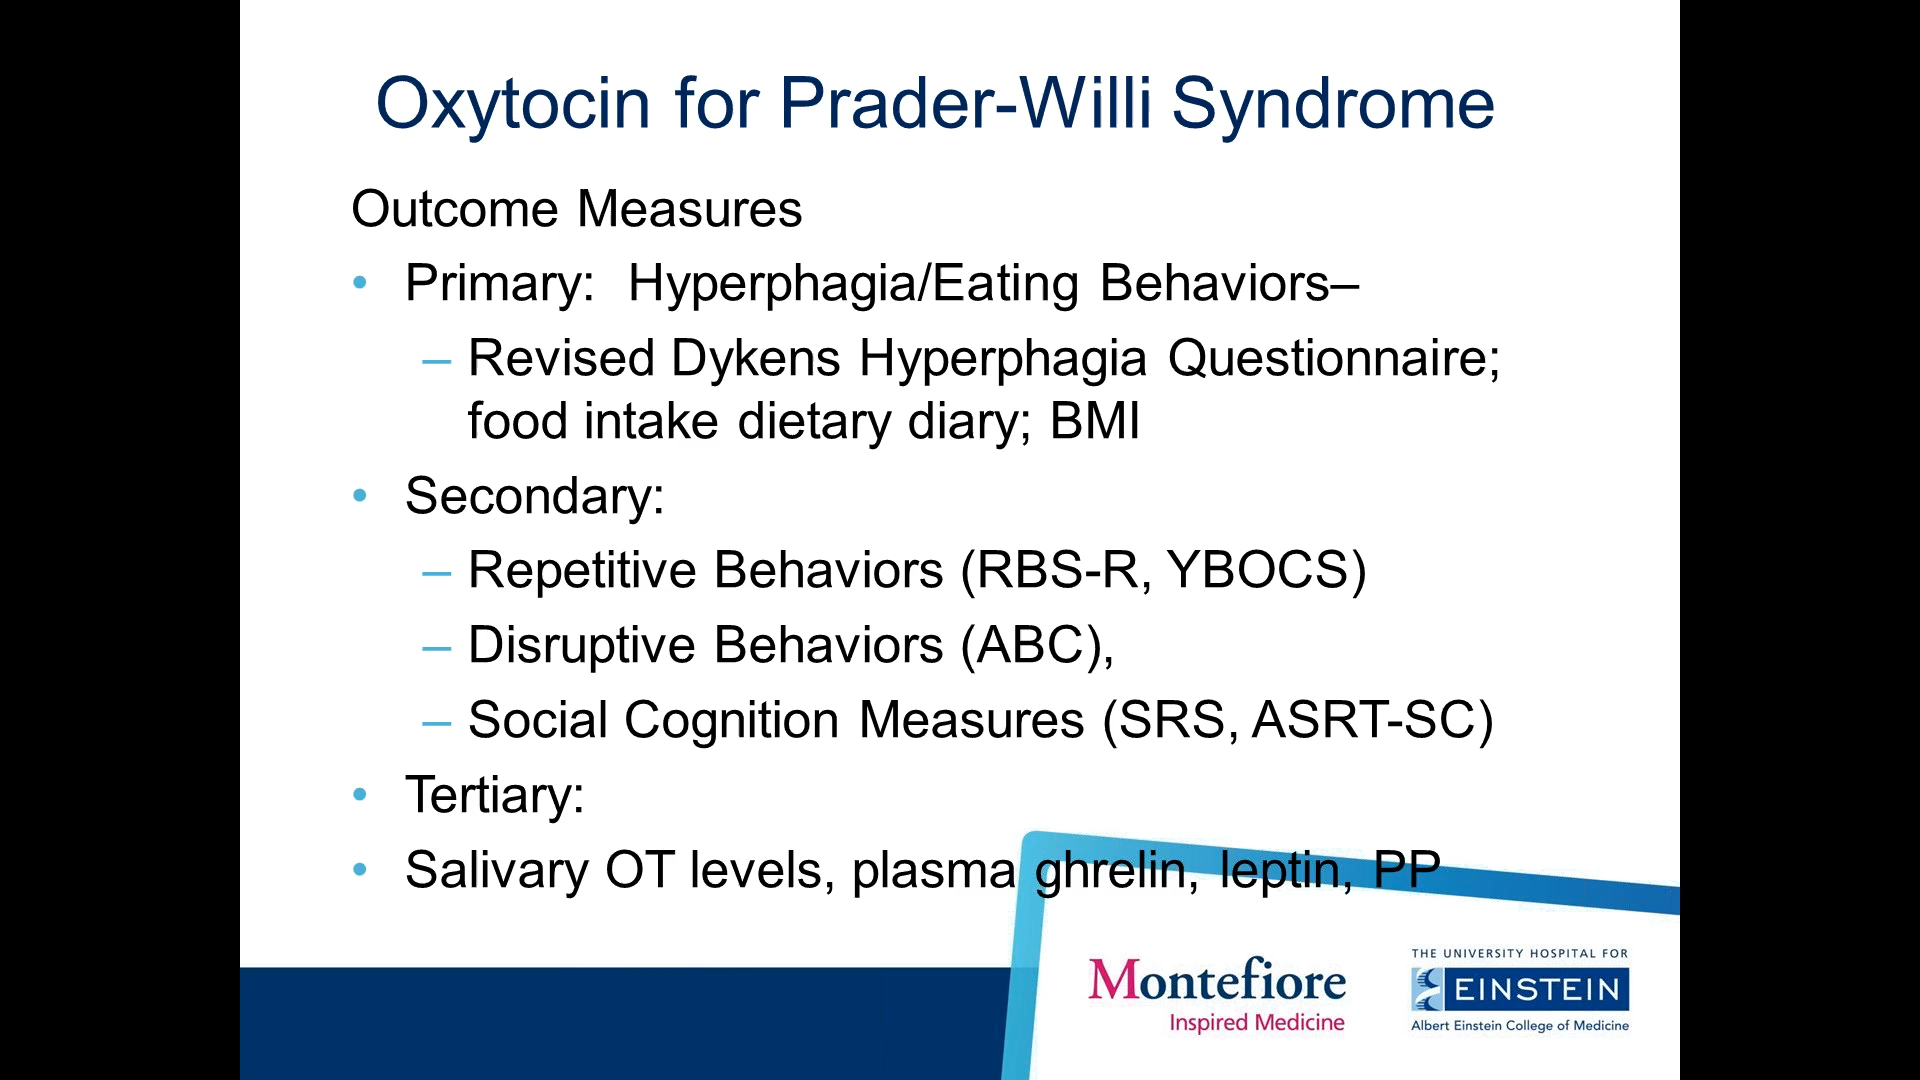 Oxytocin for Prader-Willi Syndrome
Outcome Measures
• Primary:  Hyperphagia/Eating Behaviors–
– Revised Dykens Hyperphagia Questionnaire;
food intake dietary diary; BMI
• Secondary:
– Repetitive Behaviors (RBS-R, YBOCS)
– Disruptive Behaviors (ABC),
– Social Cognition Measures (SRS, ASRT-SC)
• Tertiary:
• Salivary OT levels, plasma ghrelin, leptin, PP
Montefiore
Inspired Medicine
THE UNIVERSITY HOSPITAL FOR
EINSTEIN
Albert Einstein College of Medicine